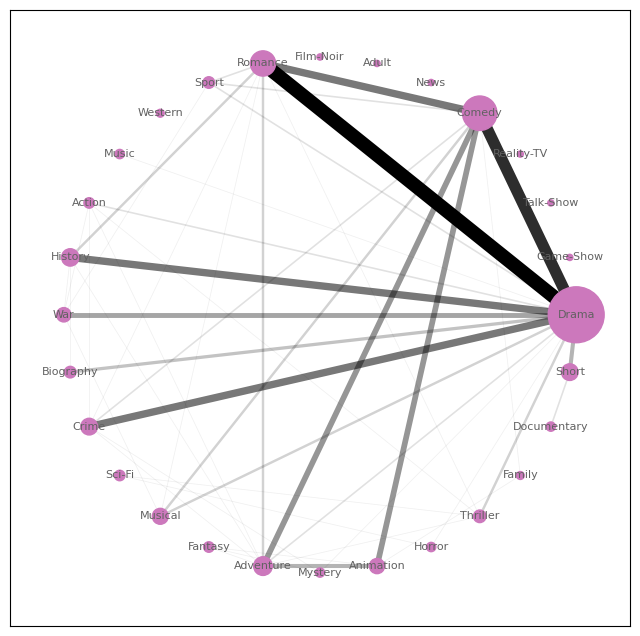 Film-Noir
Romance
Adult
Sport
News
Western
Comedy
Music
Reality-TV
Action
Talk-Show
History
Game-Show
War
Drama
Biography
Short
Crime
Documentary
Sci-Fi
Family
Musical
Thriller
Fantasy
Horror
Adventure
Mystery
Animation